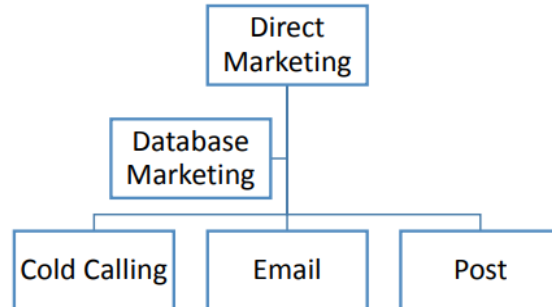 Direct
Marketing
Database
Marketing
Cold Calling
Email
Post